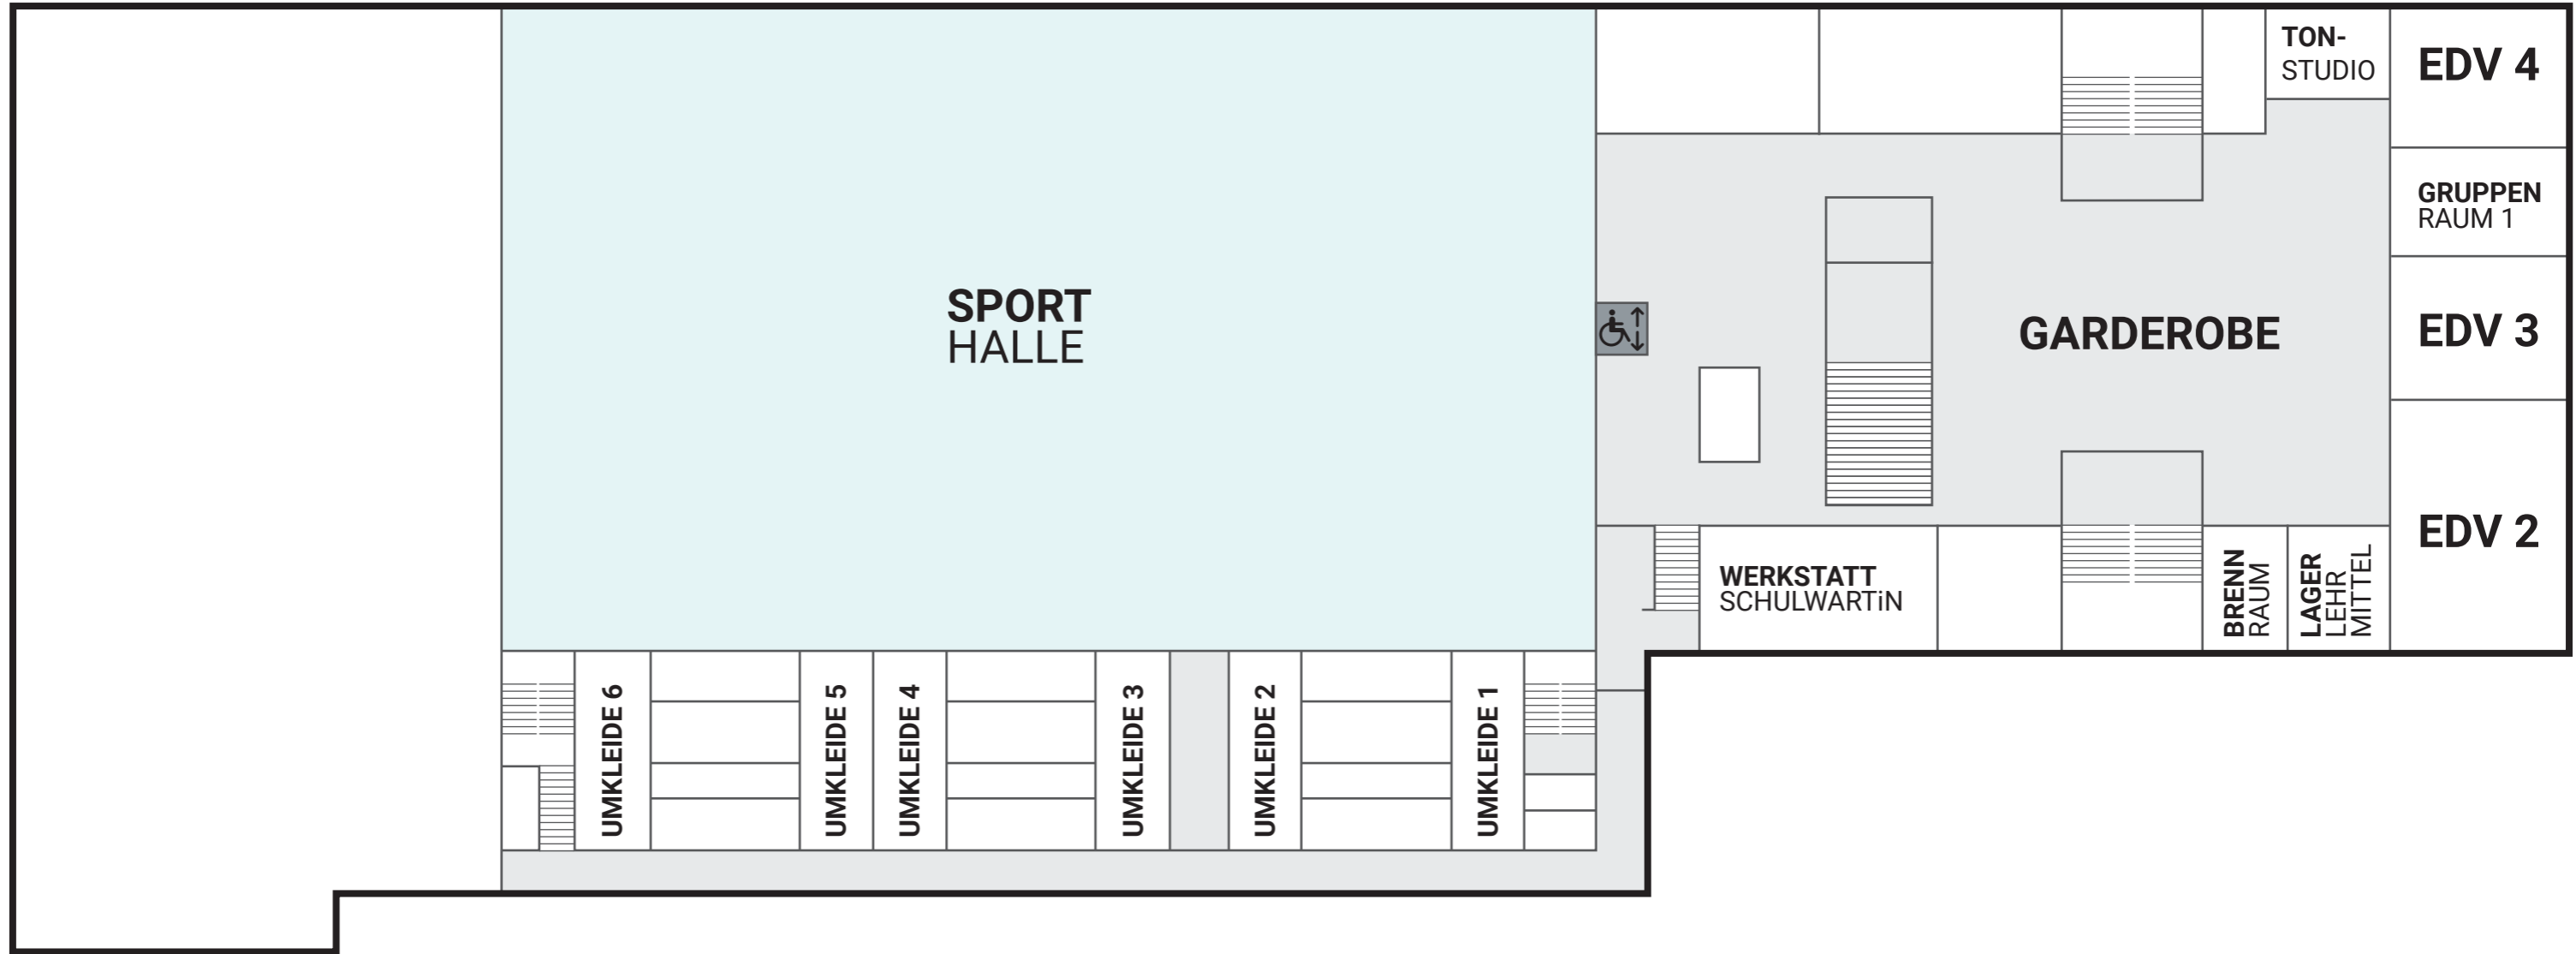 TON-
STUDIO
EDV 4
GRUPPEN
RAUM 1
SPORT
HALLE
GARDEROBE
EDV 3
EDV 2
WERKSTATT
SCHULWARTiN
BRENN
RAUM
LAGER
LEHR
MITTEL
UMKLEIDE 6
UMKLEIDE 5
UMKLEIDE 4
UMKLEIDE 3
UMKLEIDE 2
UMKLEIDE 1